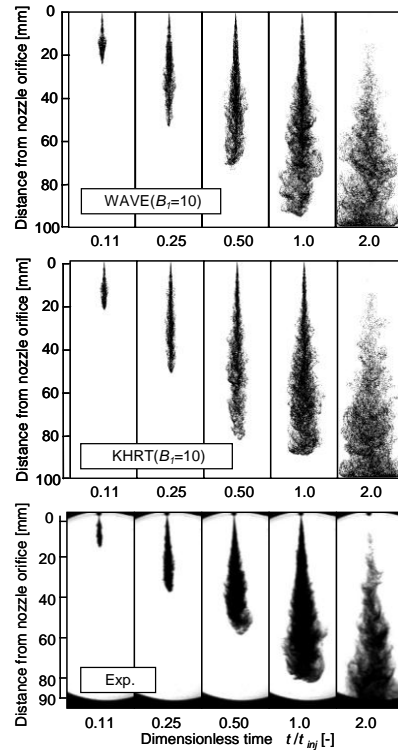 Distance from nozzle orifice [mm]
0
20
40
60
80
100
WAVE(B1=10)
0.11 0.25 0.50 1.0 2.0
Distance from nozzle orifice [mm]
0
20
40
60
80
100
KHRT(B1=10)
0.11 0.25 0.50 1.0 2.0
Distance from nozzle orifice [mm]
0
20
40
60
80
90
Exp.
0.11 0.25 0.50 1.0 2.0
Dimensionless time t/tinj [-]